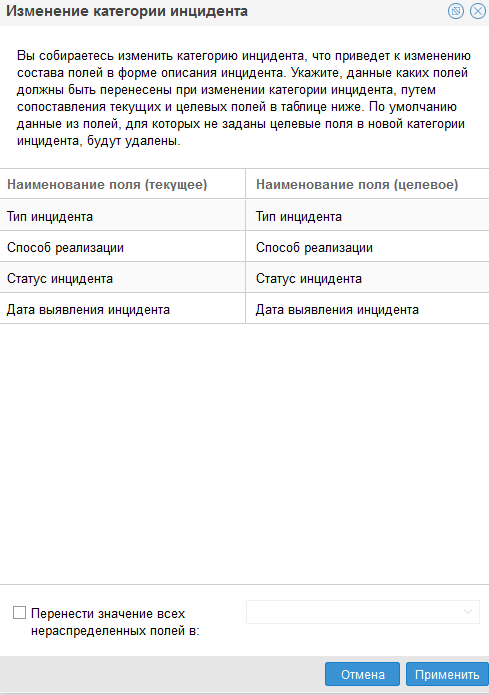 Изменение категории инцидента
Вы собираетесь изменить категорию инцидента, что приведет к изменению
состава полей в форме описания инцидента. Укажите, данные каких полей
должны быть перенесены при изменении категории инцидента, путем
сопоставления текущих и целевых полей в таблице ниже. По умолчанию
данные из полей, для которых не заданы целевые поля в новой категории
инцидента, будут удалены.
Наименование поля (текущее) Наименование поля (целевое)
Тип инцидента Тип инцидента
Способ реализации Способ реализации
Статус инцидента Статус инцидента
Дата выявления инцидента Дата выявления инцидента
Перенести значение всех
нераспределенных полей в:
Отмена Применить